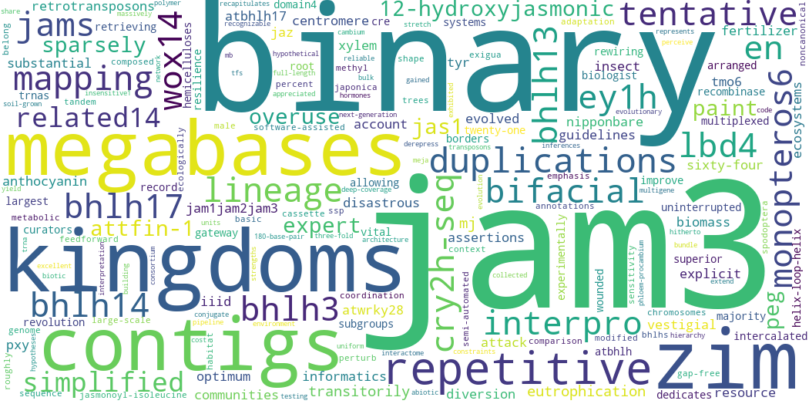 retrotransposons wox14 binary 12-hydroxyjasmonic tentative
jams retrieving atbhlh17 centromere cre systems adaptation en fertilizer
belong share massively recapitulates recognizable polymer domain4
sparsely substantial hemicelluloses resilience jaz xylem methyl
mapping trnas composed tandem network insensitive1
mb hypothetical reliable cambium stretch gained exigua shape
tfs full-length bulk appreciated hormones trees japonica
root percent next-generation
tyr insect biologist ey1h bhlh13 rewiring arranged perceive represents noncanonical
tmo6 recombinase multiplexed paint code monopteros6 ecosystems
related14 soil-grown male software-assisted overuse account jas1 evolved twenty-one
exhibited derepress meja borders nipponbare guidelines lbd4 evolutionary
megabases ecologically transposons inferences duplications sixty-four
anthocyanin yield largest record lineage allowing deep-coverage
evolution context bifacial emphasis multigene hitherto improve annotations
metabolic curators bhlh17 jam1jam2jam3 units basic cassette ssp disastrous
attfin-1 expert gateway vital mj assertions uninterrupted biomass
kingdoms feedforward 180-base-pair three-fold architecture
trna biotic excellent interpretation consortium building strengths
cry2h-seq jam3 experimentally wounded phloem-procambium sensitivity
bundle collected extend superior explicit spodoptera helix-loop-helix peg
bhlh14 iiid bhlh3 coordination conjugate environment
revolution large-scale subgroups uniform
pxy genome hypotheses contigs habitat pipeline costs perturb
semi-automated interpro attack comparison modified atbhlh
chromosomes majority vestigial bhlhs hierarchy intercalated
roughly simplified atwrky28 interactome constraints gap-free
optimum informatics repetitive zim
sequence jasmonoyl-isoleucine communities testing transitorily abiotic diversion eutrophication dedicates resource